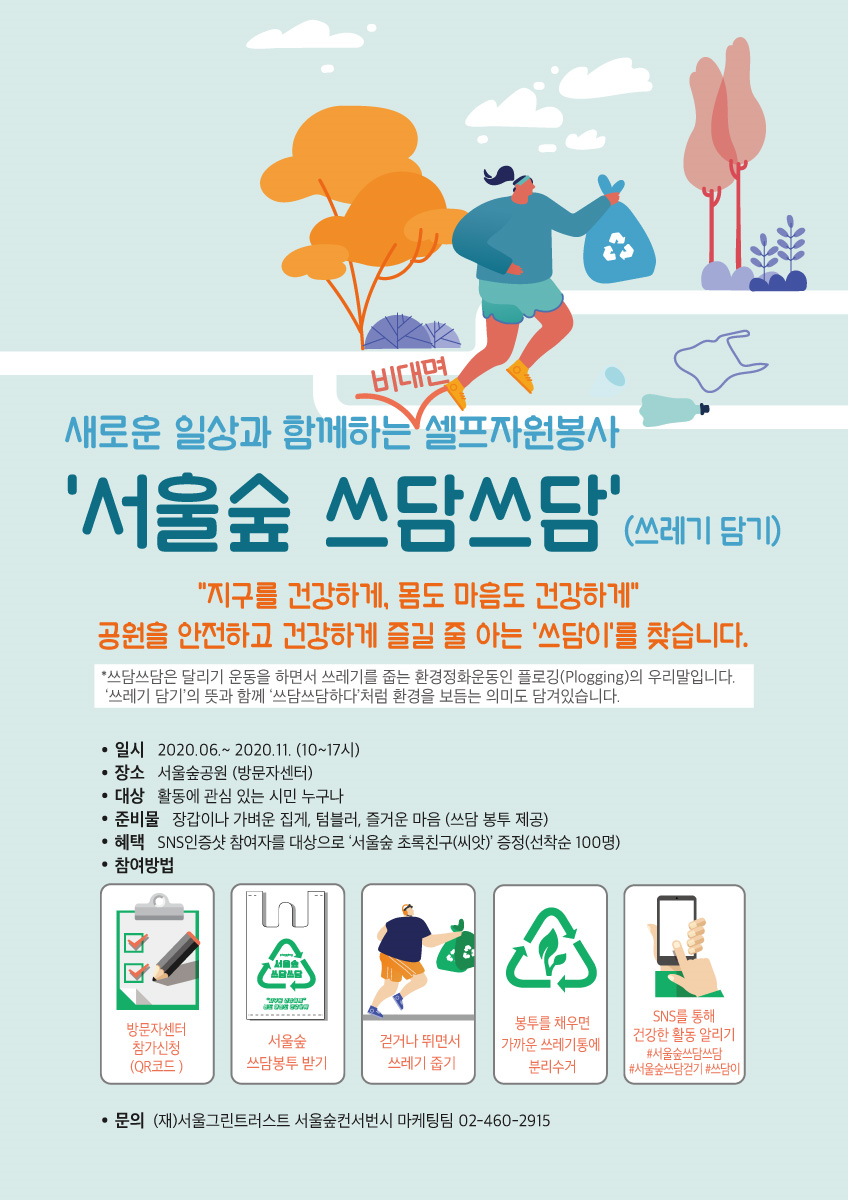 비대면
새로운 일상과 함께하는 셀프자원봉사
'서울숲 쓰담쓰담' (쓰레기 담기)
"지구를 건강하게, 몸도 마음도 건강하게"
공원을 안전하고 건강하게 즐길 줄 아는 '쓰담이'를 찾습니다.
*쓰담쓰담은 달리기 운동을 하면서 쓰레기를 줍는 환경정화운동인 플로깅(Plogging)의 우리말입니다.
'쓰레기 담기'의 뜻과 함께 '쓰담쓰담하다'처럼 환경을 보듬는 의미도 담겨있습니다.
• 일시 2020.06.~ 2020.11. (10~17시)
• 장소 서울숲공원 (방문자센터)
• 대상 활동에 관심 있는 시민 누구나
• 준비물 장갑이나 가벼운 집게, 텀블러, 즐거운 마음 (쓰담 봉투 제공)
• 혜택 SNS인증샷 참여자를 대상으로 '서울숲 초록친구(씨앗)' 증정(선착순 100명)
• 참여방법
방문자센터
참가신청
(QR코드 )
서울숲
쓰담쓰담
서울숲
쓰담봉투 받기
걷거나 뛰면서
쓰레기 줍기
봉투를 채우면
가까운 쓰레기통에
분리수거
SNS를 통해
건강한 활동 알리기
#서울숲쓰담쓰담
#서울숲쓰담걷기 #쓰담이
• 문의 (재)서울그린트러스트 서울숲컨서번시 마케팅팀 02-460-2915